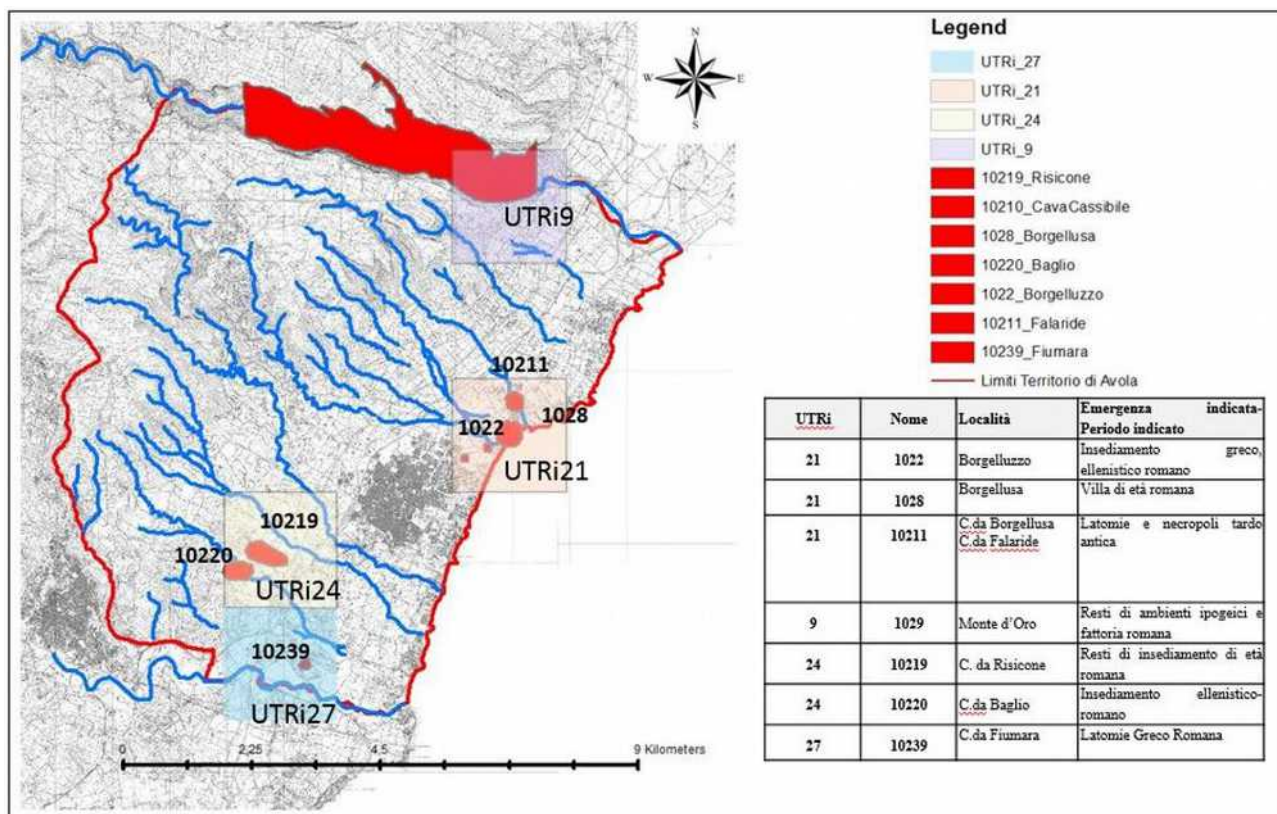 N
W
E
S
UTRi9
10211
1028
1022
UTRi21
10219
10220
UTRi24
10239
UTRi27
0
2,25
4,5
9 Kilometers
Legend
UTRi_27
UTRi_21
UTRi_24
UTRi_9
10219_Risicone
10210_CavaCassibile
1028_Borgellusa
10220_Baglio
1022_Borgelluzzo
10211_Falaride
10239_Fiumara
Limiti Territorio di Avola
UTRi Nome Località Emergenza indicata-
Periodo indicato
21 1022 Borgelluzzo Insediamento greco,
ellenistico romano
21 1028 Borgellusa Villa di età romana
21 10211 C.da Borgellusa Latomie e necropoli tardo
C.da Falaride antica
9 1029 Monte d'Oro Resti di ambienti ipogeici e
fattoria romana
24 10219 C. da Risicone Resti di insediamento di età
romana
24 10220 C.da Baglio Insediamento ellenistico-
romano
27 10239 C.da Fiumara Latomie Greco Romana